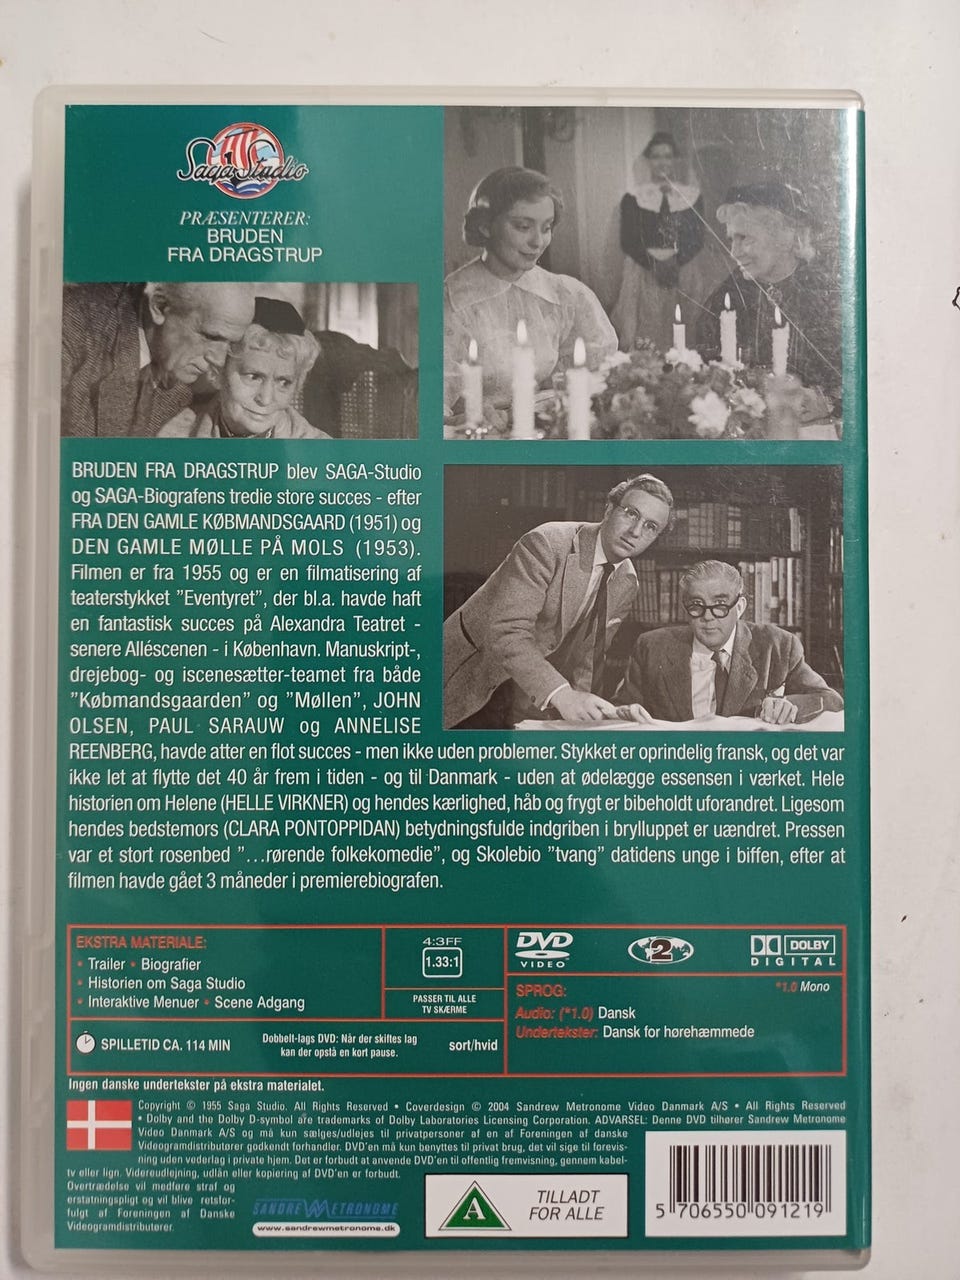 Saga Studio
PRÆSENTERER:
BRUDEN
FRA DRAGSTRUP
BRUDEN FRA DRAGSTRUP blev SAGA-Studio
og SAGA-Biografens tredie store succes - efter
FRA DEN GAMLE KØBMANDSGAARD (1951) og
DEN GAMLE MØLLE PÅ MOLS (1953).
Filmen er fra 1955 og er en filmatisering af
teaterstykket ”Eventyret”, der bl.a. havde haft
en fantastisk succes på Alexandra Teatret -
senere Alléscenen - i København. Manuskript-,
drejebog- og iscenesætter-teamet fra både
”Købmandsgaarden” og ”Møllen”, JOHN
OLSEN, PAUL SARAUW og ANNELISE
REENBERG, havde atter en flot succes - men ikke uden problemer. Stykket er oprindelig fransk, og det var
ikke let at flytte det 40 år frem i tiden - og til Danmark - uden at ødelægge essensen i værket. Hele
historien om Helene (HELLE VIRKNER) og hendes kærlighed, håb og frygt er bibeholdt uforandret. Ligesom
hendes bedstemors (CLARA PONTOPPIDAN) betydningsfulde indgriben i brylluppet er uændret. Pressen
var et stort rosenbed ”...rørende folkekomedie”, og Skolebio ”tvang” datidens unge i biffen, efter at
filmen havde gået 3 måneder i premierebiografen.
EKSTRA MATERIALE:
• Trailer • Biografier
• Historien om Saga Studio
• Interaktive Menuer • Scene Adgang
4:3FF
1.33:1
PASSER TIL ALLE
TV SKÆRME
DVD
VIDEO
2
DOLBY
DIGITAL
SPROG:
*1.0 Mono
Audio: (*1.0) Dansk
Undertekster: Dansk for hørehæmmede
SPILLETID CA. 114 MIN
Dobbelt-lags DVD: Når der skiftes lag
kan der opstå en kort pause.
sort/hvid
Ingen danske undertekster på ekstra materialet.
Copyright © 1955 Saga Studio. All Rights Reserved • Coverdesign © 2004 Sandrew Metronome Video Danmark A/S • All Rights Reserved
• Dolby and the Dolby D-symbol are trademarks of Dolby Laboratories Licensing Corporation. ADVARSEL: Denne DVD tilhører Sandrew Metronome
Video Danmark A/S og må kun sælges/udlejes til privatpersoner af en af Foreningen af danske
Videogramdistributører godkendt forhandler. DVD'en må kun benyttes til privat brug, det vil sige til forevis-
ning uden vederlag i private hjem. Det er forbudt at anvende DVD'en til offentlig fremvisning, gennem kabel-
tv eller lign. Videreudlejning, udlån eller kopiering af DVD'en er forbudt.
Overtrædelse vil medføre straf og
erstatningspligt og vil blive retsfor-
fulgt af Foreningen af Danske
Videogramdistributører.
SANDREW METRONOME
www.sandrewmetronome.dk
A
TILLADT
FOR ALLE
5 706550 091219